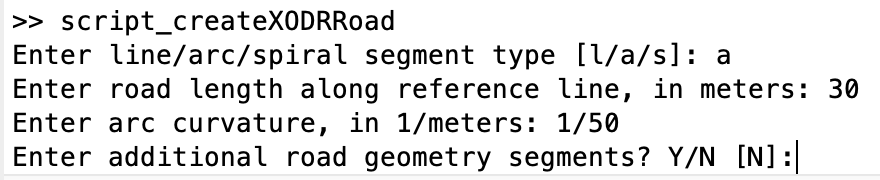 >> script_createXODRRoad
Enter line/arc/spiral segment type [l/a/s]: a
Enter road length along reference line, in meters: 30
Enter arc curvature, in 1/meters: 1/50
Enter additional road geometry segments? Y/N [N]: